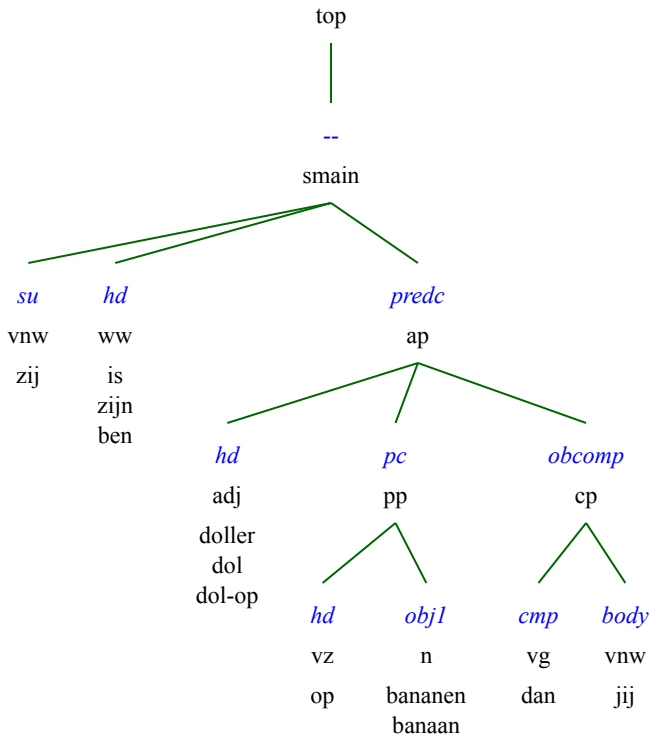 top
--
smain
su hd predc
vnw ww ap
zij is
zijn
ben
hd pc obcomp
adj pp cp
doller
dol
dol-op
hd obj1 cmp body
vz n vg vnw
op bananen dan jij
banaan